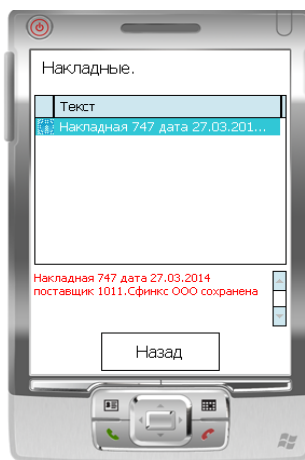 Накладные.
Текст
Накладная 747 дата 27.03.201...
Накладная 747 дата 27.03.2014
поставщик 1011.Сфинкс ООО сохранена
Назад